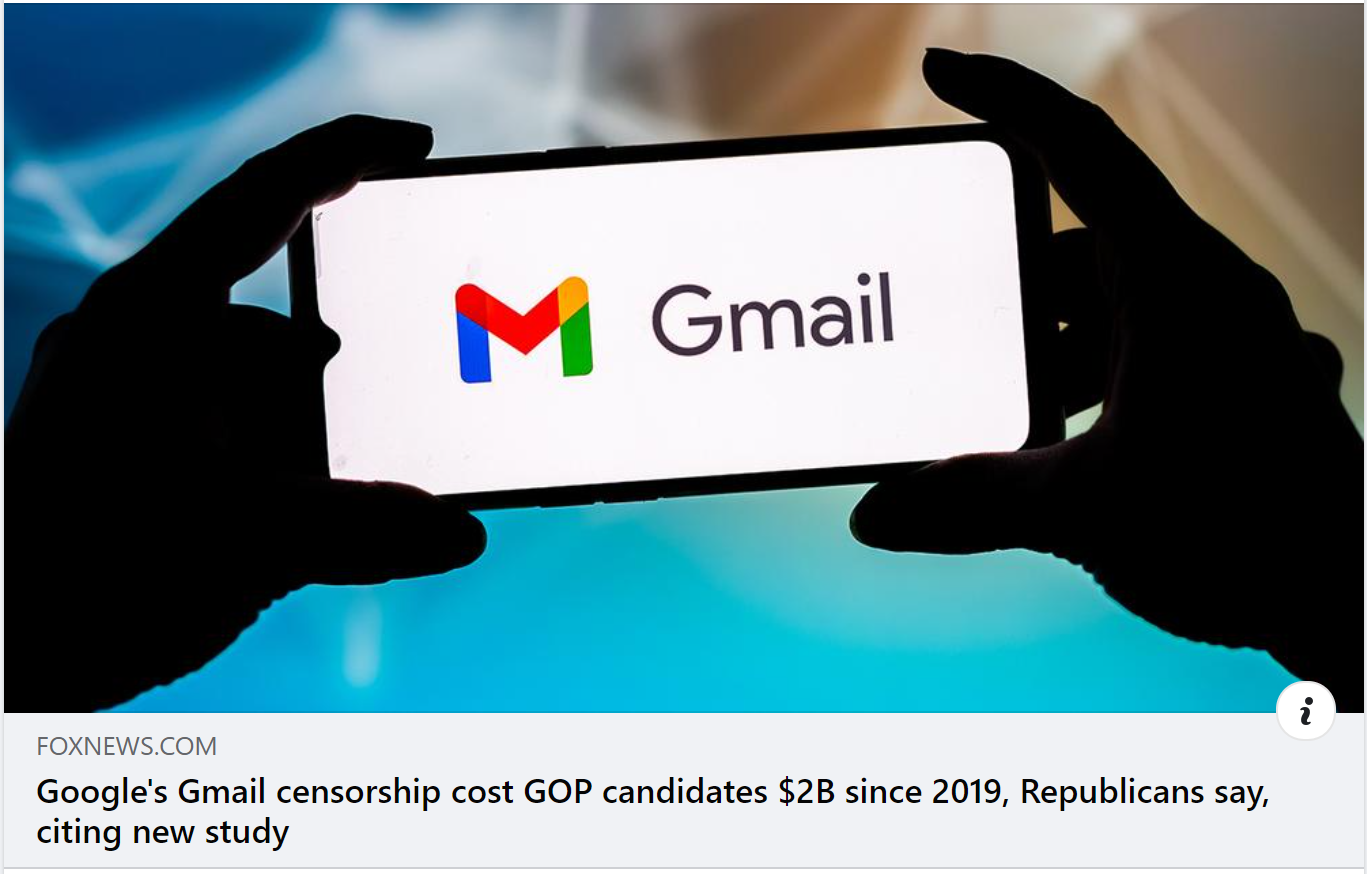 Gmail
FOXNEWS.COM
Google's Gmail censorship cost GOP candidates $2B since 2019, Republicans say,
citing new study